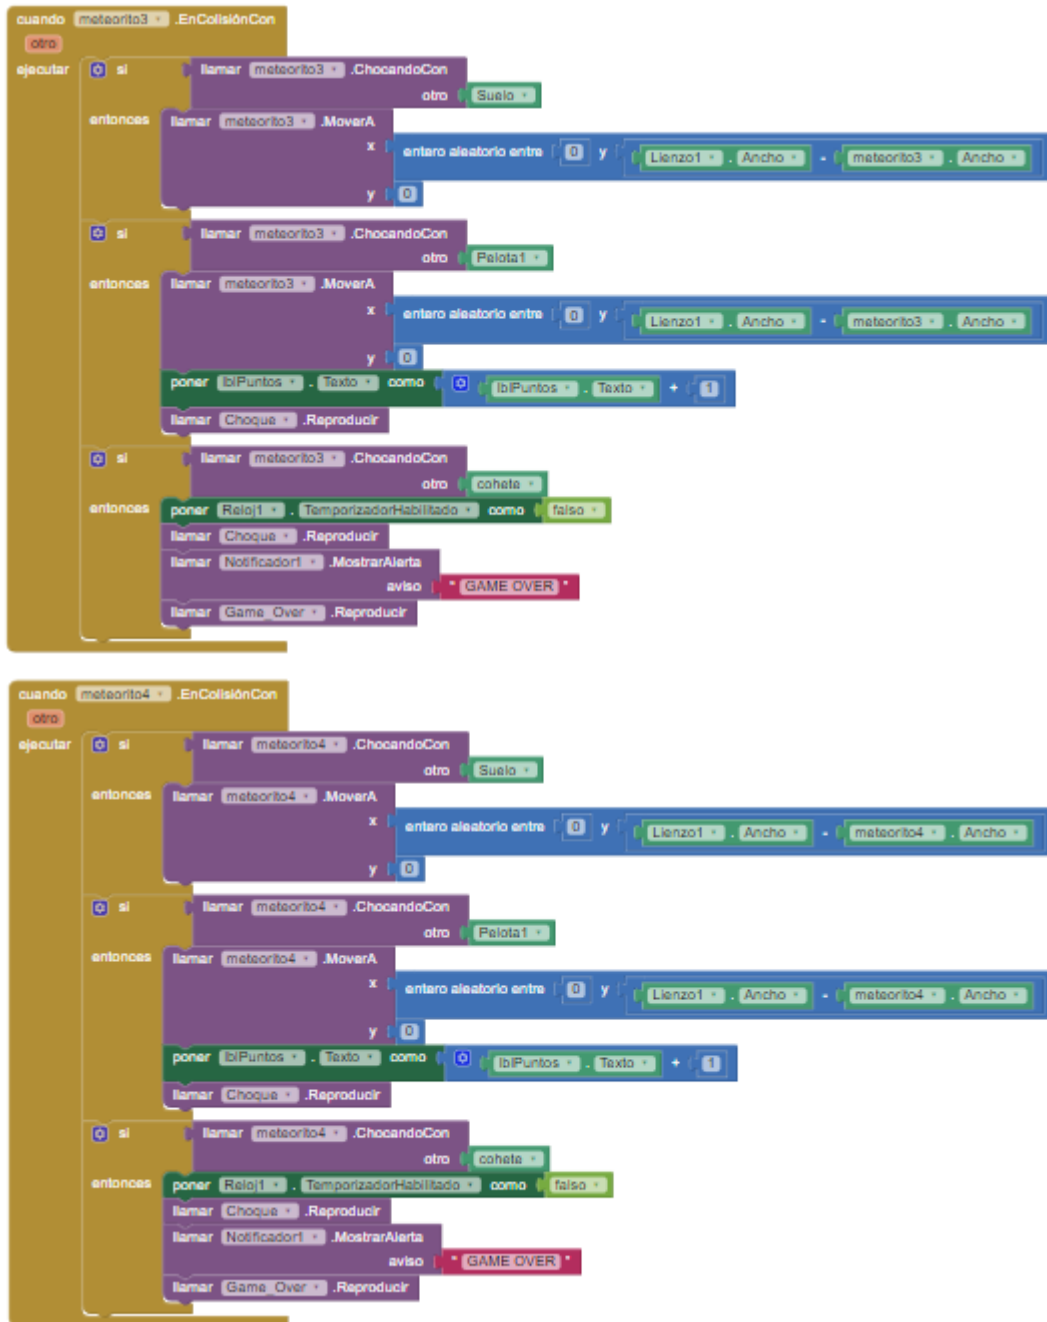 cuando meteorito3 .EnColisiónCon
otro
ejecutar si llamar meteorito3 .ChocandoCon
otro Suelo
entonces llamar meteorito3 .MoverA
x entero aleatorio entre 0 y Lienzo1 . Ancho - meteorito3 . Ancho
y 0
si llamar meteorito3 .ChocandoCon
otro Pelota1
entonces llamar meteorito3 .MoverA
x entero aleatorio entre 0 y Lienzo1 . Ancho - meteorito3 . Ancho
y 0
poner lblPuntos . Texto como lblPuntos . Texto + 1
llamar Choque .Reproducir
si llamar meteorito3 .ChocandoCon
otro cohete
entonces poner Reloj1 . TemporizadorHabilitado como falso
llamar Choque .Reproducir
llamar Notificador1 .MostrarAlerta
aviso " GAME OVER "
llamar Game_Over .Reproducir
cuando meteorito4 .EnColisiónCon
otro
ejecutar si llamar meteorito4 .ChocandoCon
otro Suelo
entonces llamar meteorito4 .MoverA
x entero aleatorio entre 0 y Lienzo1 . Ancho - meteorito4 . Ancho
y 0
si llamar meteorito4 .ChocandoCon
otro Pelota1
entonces llamar meteorito4 .MoverA
x entero aleatorio entre 0 y Lienzo1 . Ancho - meteorito4 . Ancho
y 0
poner lblPuntos . Texto como lblPuntos . Texto + 1
llamar Choque .Reproducir
si llamar meteorito4 .ChocandoCon
otro cohete
entonces poner Reloj1 . TemporizadorHabilitado como falso
llamar Choque .Reproducir
llamar Notificador1 .MostrarAlerta
aviso " GAME OVER "
llamar Game_Over .Reproducir